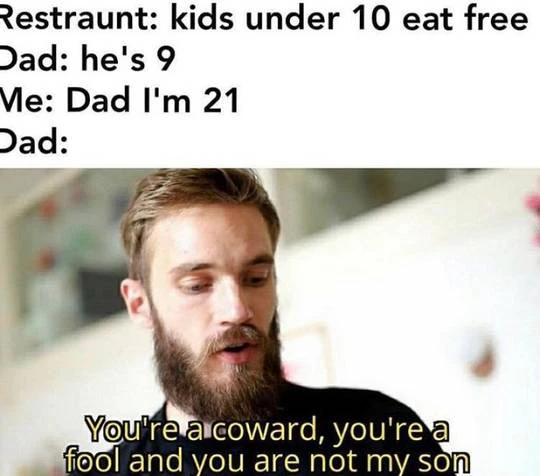 Restraunt: kids under 10 eat free
Dad: he's 9
Me: Dad I'm 21
Dad:
You're a coward, you're a
fool and you are not my son